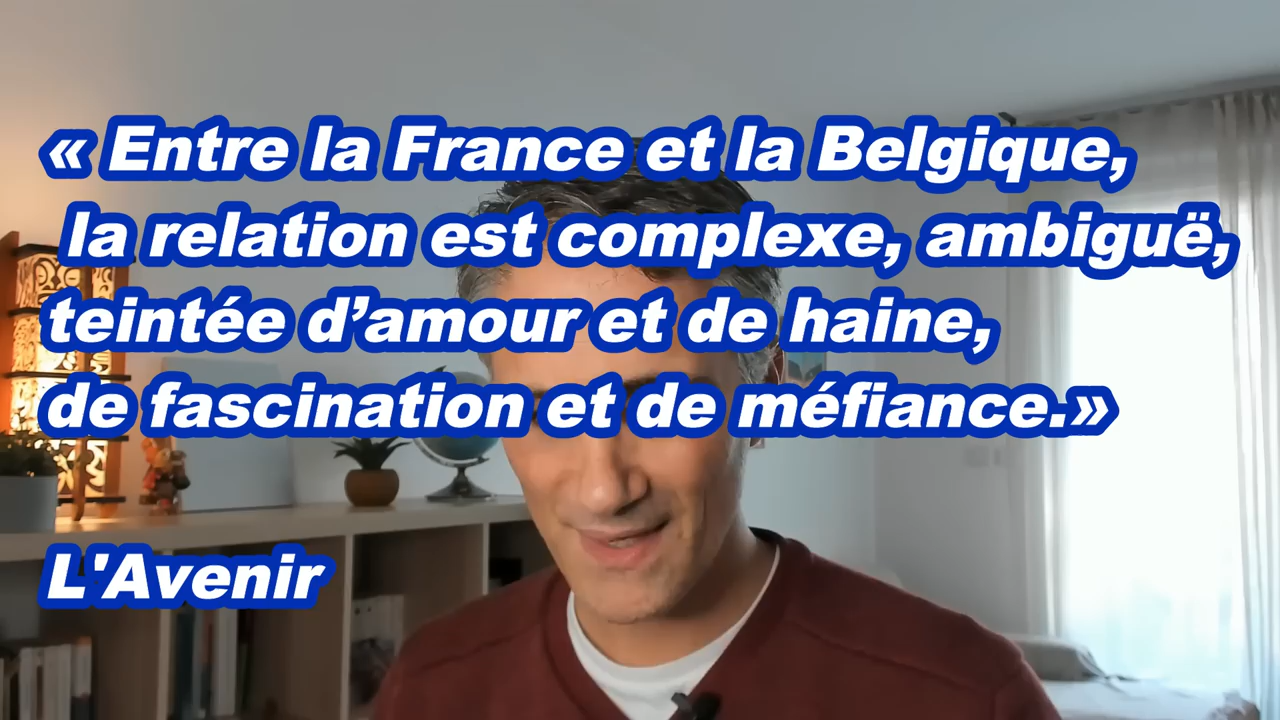 « Entre la France et la Belgique,
la relation est complexe, ambiguë,
teintée d’amour et de haine,
de fascination et de méfiance.»
L'Avenir